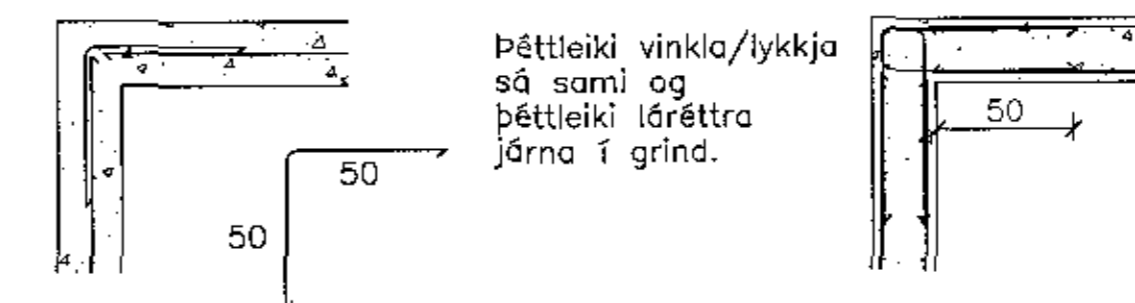 Þéttleiki vinkla/lykkja
sá sami og
þéttleiki láréttra
járna í grind.
50
50
50